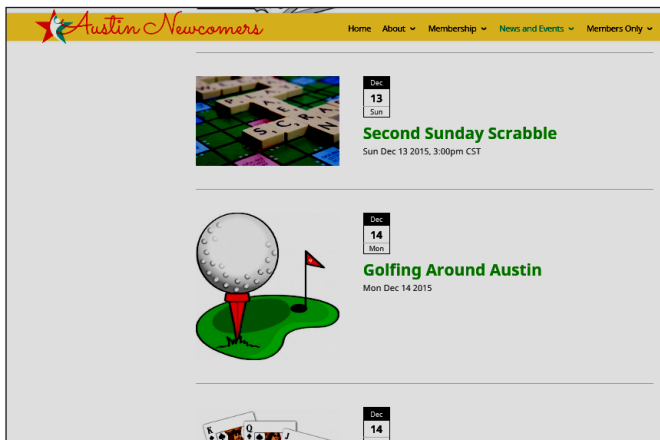 Austin Newcomers
Home About Membership News and Events Members Only
Dec
13
Sun
Second Sunday Scrabble
Sun Dec 13 2015, 3:00pm CST
Dec
14
Mon
Golfing Around Austin
Mon Dec 14 2015
Dec
14
K Q J